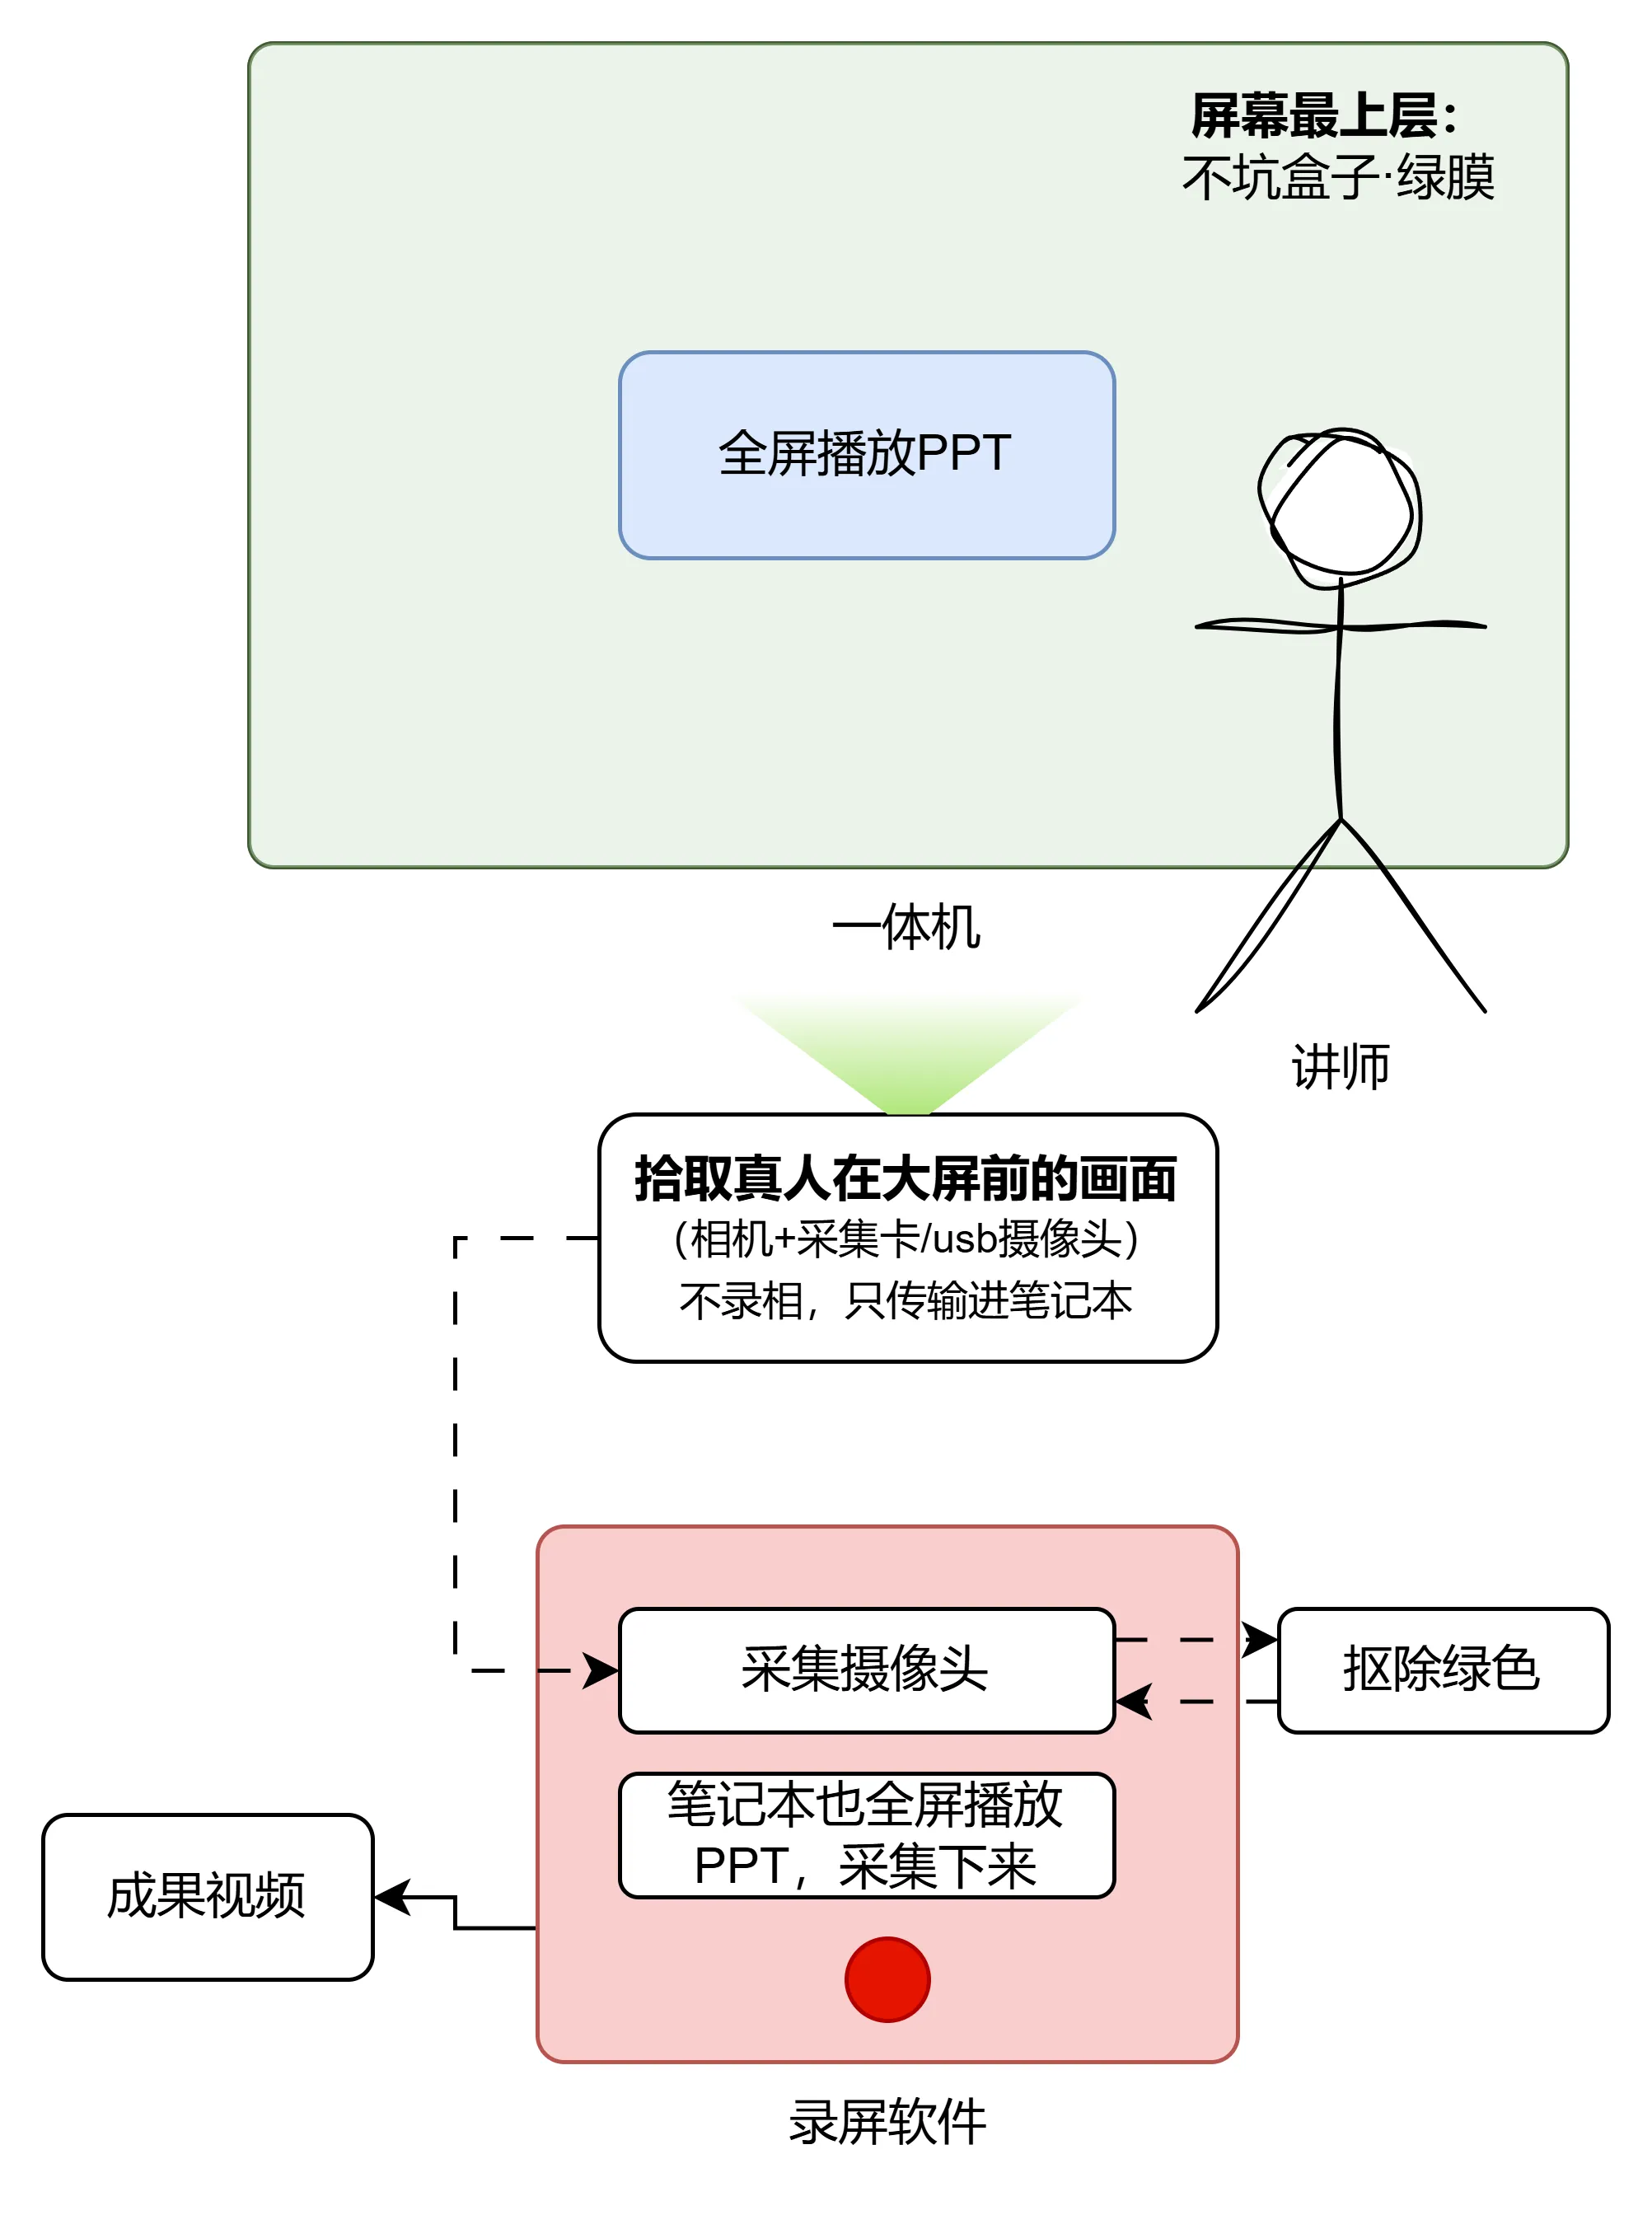 屏幕最上层：
不坑盒子·绿膜
全屏播放PPT
一体机
讲师
拾取真人在大屏前的画面
（相机+采集卡/usb摄像头）
不录相，只传输进笔记本
采集摄像头
抠除绿色
笔记本也全屏播放
PPT，采集下来
成果视频
录屏软件